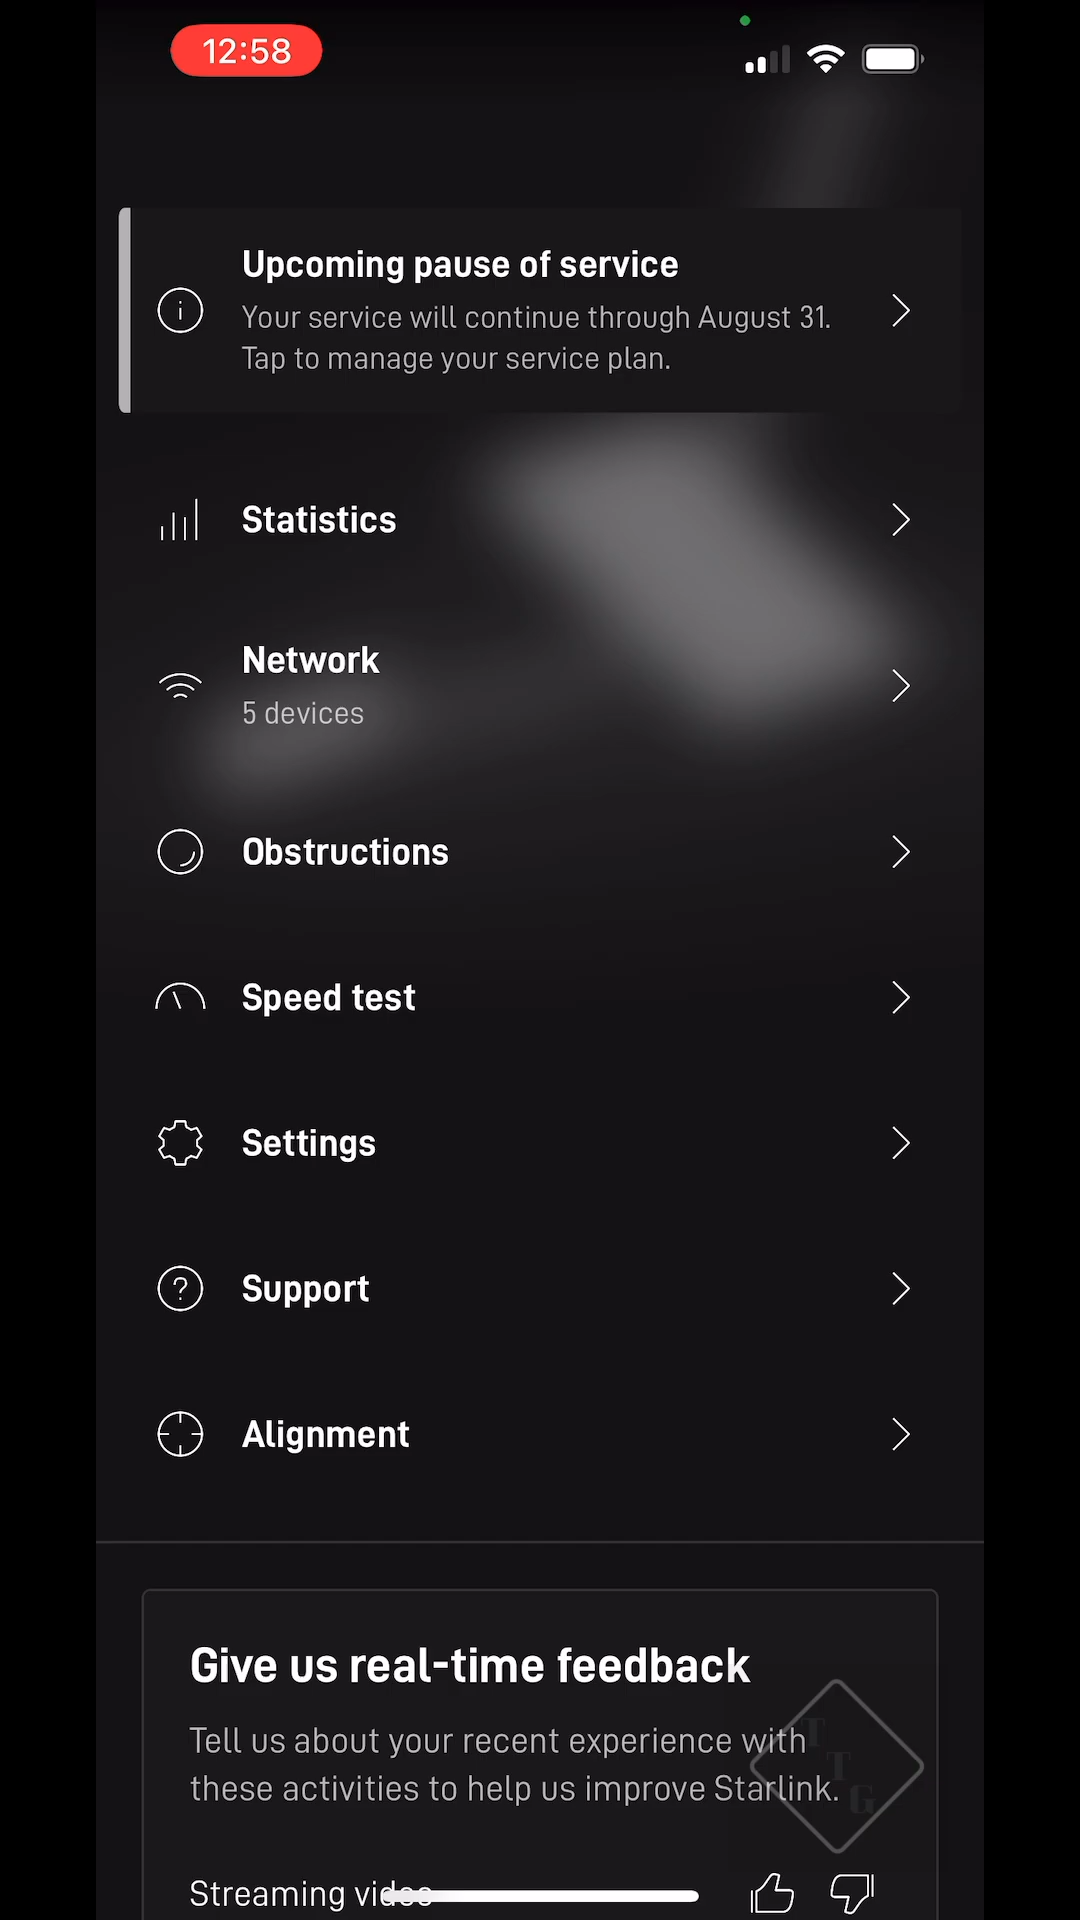 12:58
Upcoming pause of service
Your service will continue through August 31.
Tap to manage your service plan.
Statistics
Network
5 devices
Obstructions
Speed test
Settings
Support
Alignment
Give us real-time feedback
Tell us about your recent experience with
these activities to help us improve Starlink.
T
T
G
Streaming video